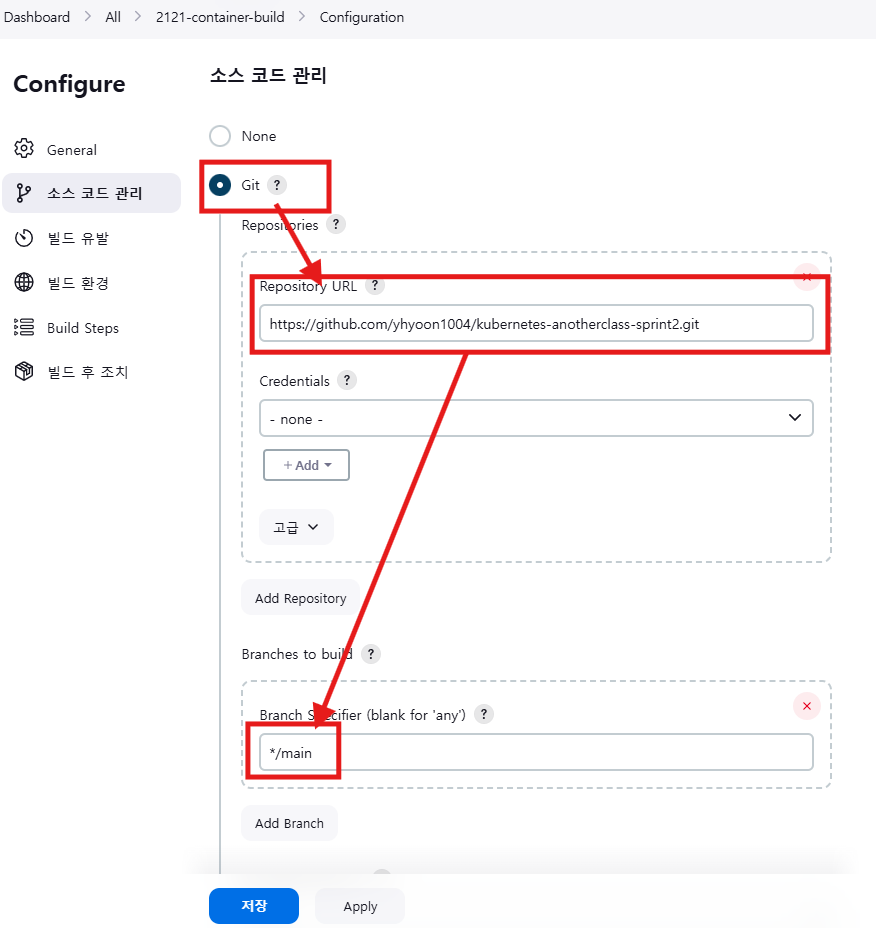 Dashboard > All > 2121-container-build > Configuration
Configure
General
소스 코드 관리
빌드 유발
빌드 환경
Build Steps
빌드 후 조치
소스 코드 관리
None
Git ?
Repositories ?
Repository URL ?
https://github.com/yhyoon1004/kubernetes-anotherclass-sprint2.git
Credentials ?
- none -
+ Add
고급
Add Repository
Branches to build ?
Branch Specifier (blank for 'any') ?
*/main
Add Branch
저장
Apply